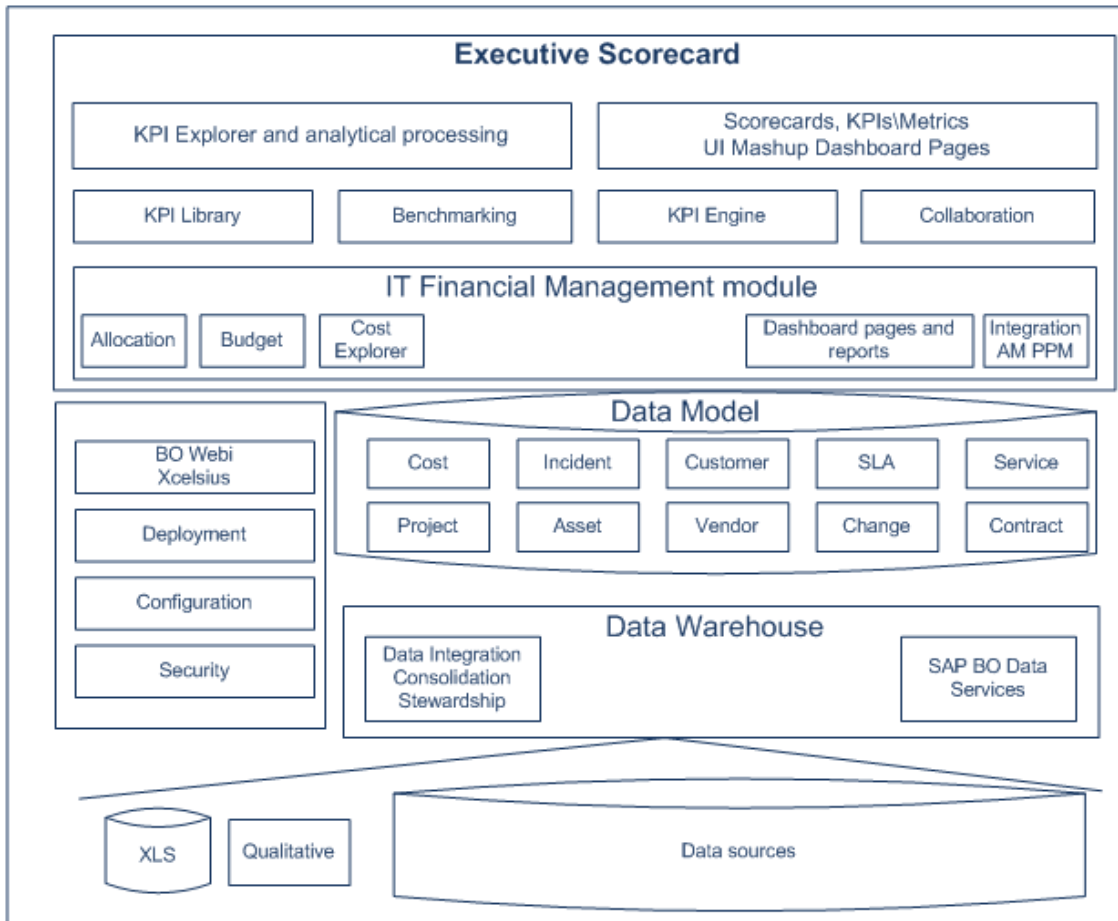 Executive Scorecard
KPI Explorer and analytical processing
Scorecards, KPIs\Metrics
UI Mashup Dashboard Pages
KPI Library
Benchmarking
KPI Engine
Collaboration
IT Financial Management module
Allocation
Budget
Cost
Explorer
Dashboard pages and
reports
Integration
AM PPM
BO Webi
Xcelsius
Deployment
Configuration
Security
Data Model
Cost
Incident
Customer
SLA
Service
Project
Asset
Vendor
Change
Contract
Data Warehouse
Data Integration
Consolidation
Stewardship
SAP BO Data
Services
XLS
Qualitative
Data sources